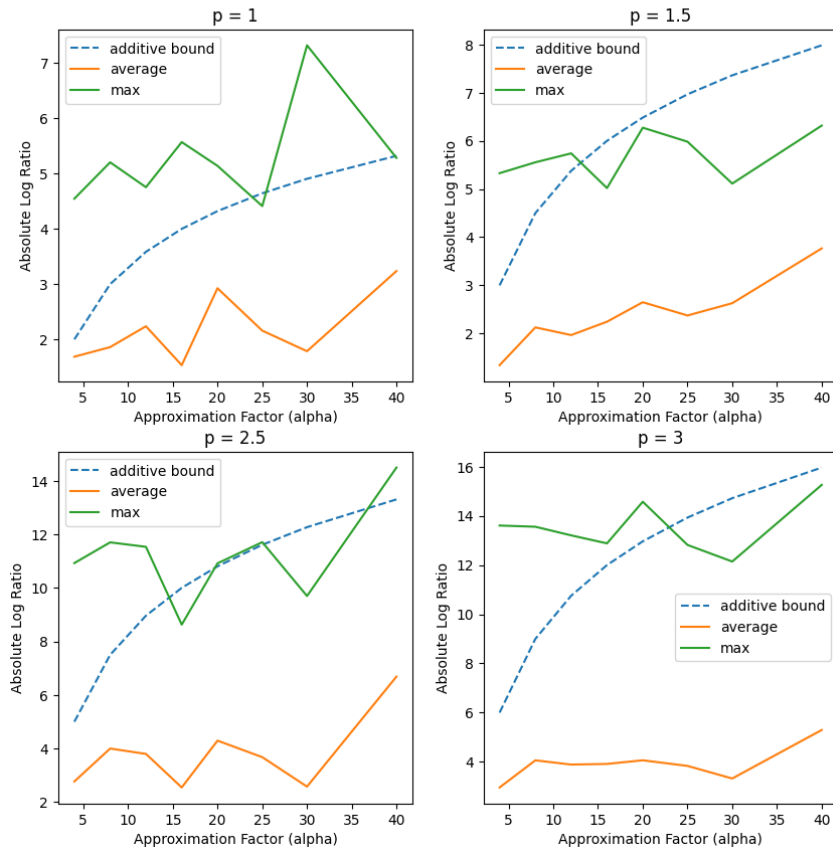 p = 1
additive bound
average
max
Absolute Log Ratio
7
6
5
4
3
2
5 10 15 20 25 30 35 40
Approximation Factor (alpha)
p = 1.5
additive bound
average
max
Absolute Log Ratio
8
7
6
5
4
3
2
5 10 15 20 25 30 35 40
Approximation Factor (alpha)
p = 2.5
additive bound
average
max
Absolute Log Ratio
14
12
10
8
6
4
2
5 10 15 20 25 30 35 40
Approximation Factor (alpha)
p = 3
additive bound
average
max
Absolute Log Ratio
16
14
12
10
8
6
4
5 10 15 20 25 30 35 40
Approximation Factor (alpha)